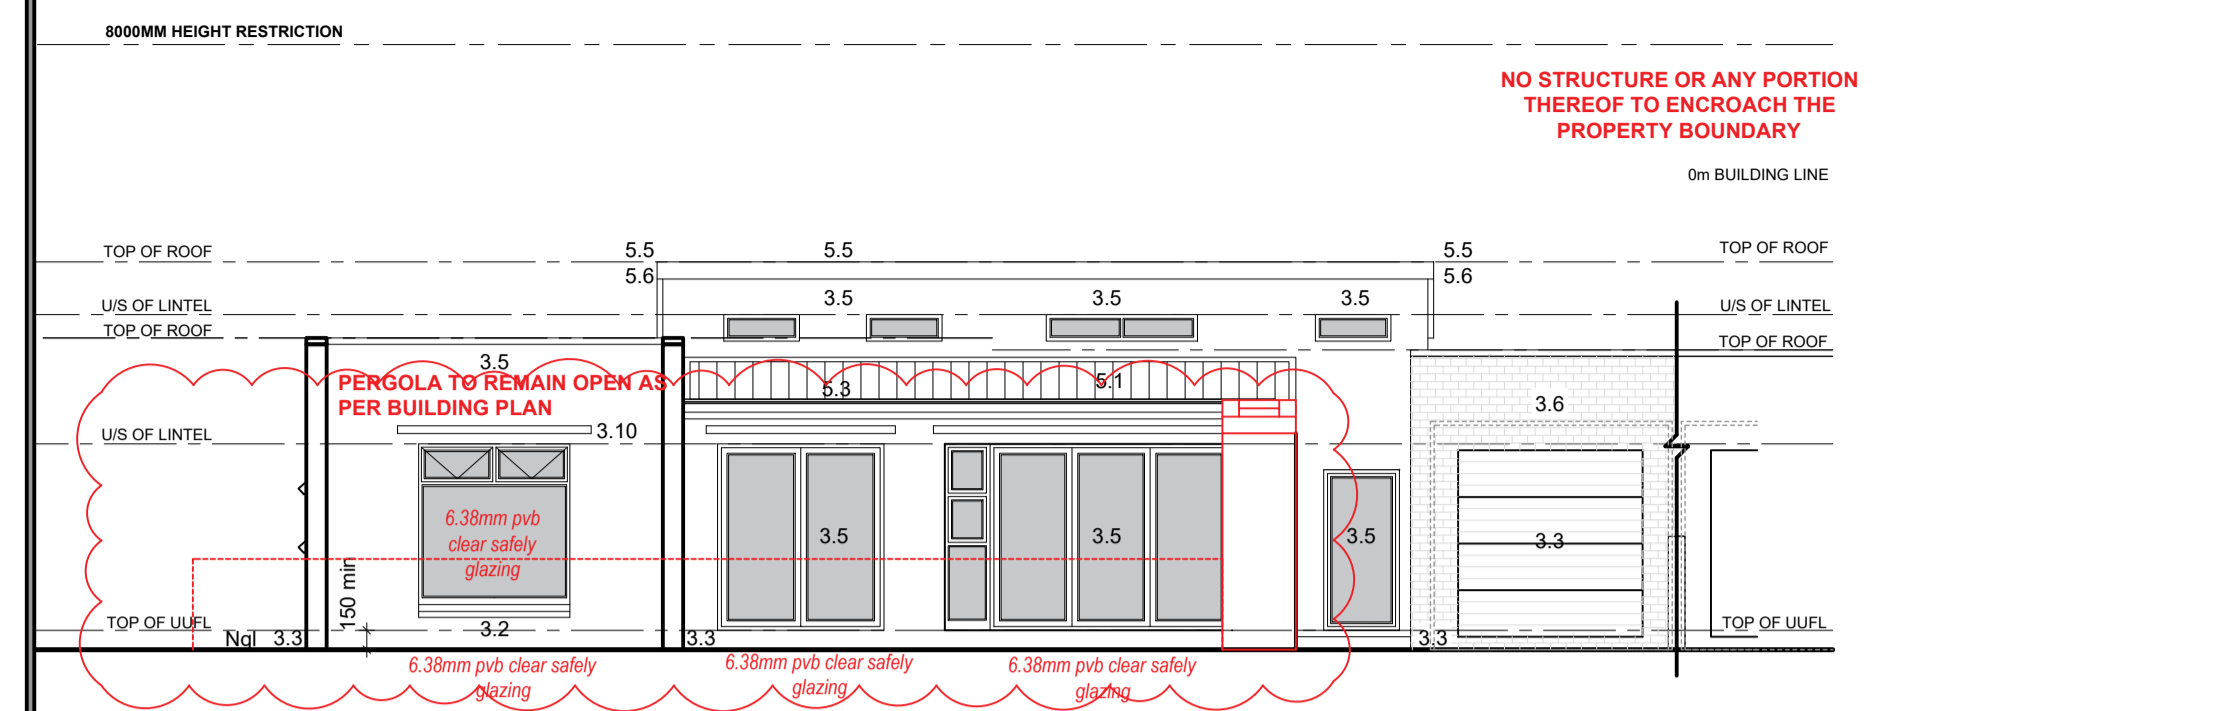 8000MM HEIGHT RESTRICTION
NO STRUCTURE OR ANY PORTION
THEREOF TO ENCROACH THE
PROPERTY BOUNDARY
0m BUILDING LINE
TOP OF ROOF
5.5
5.5
5.5
TOP OF ROOF
5.6
5.6
U/S OF LINTEL
3.5
3.5
3.5
U/S OF LINTEL
TOP OF ROOF
TOP OF ROOF
3.5
PERGOLA TO REMAIN OPEN AS
PER BUILDING PLAN
5.3
5.1
3.6
U/S OF LINTEL
3.10
6.38mm pvb
clear safely
glazing
3.5
3.5
3.5
3.3
150 min
TOP OF UUFL
Ngl
3.3
3.2
3.3
3.3
TOP OF UUFL
6.38mm pvb clear safely
glazing
6.38mm pvb clear safely
glazing
6.38mm pvb clear safely
glazing